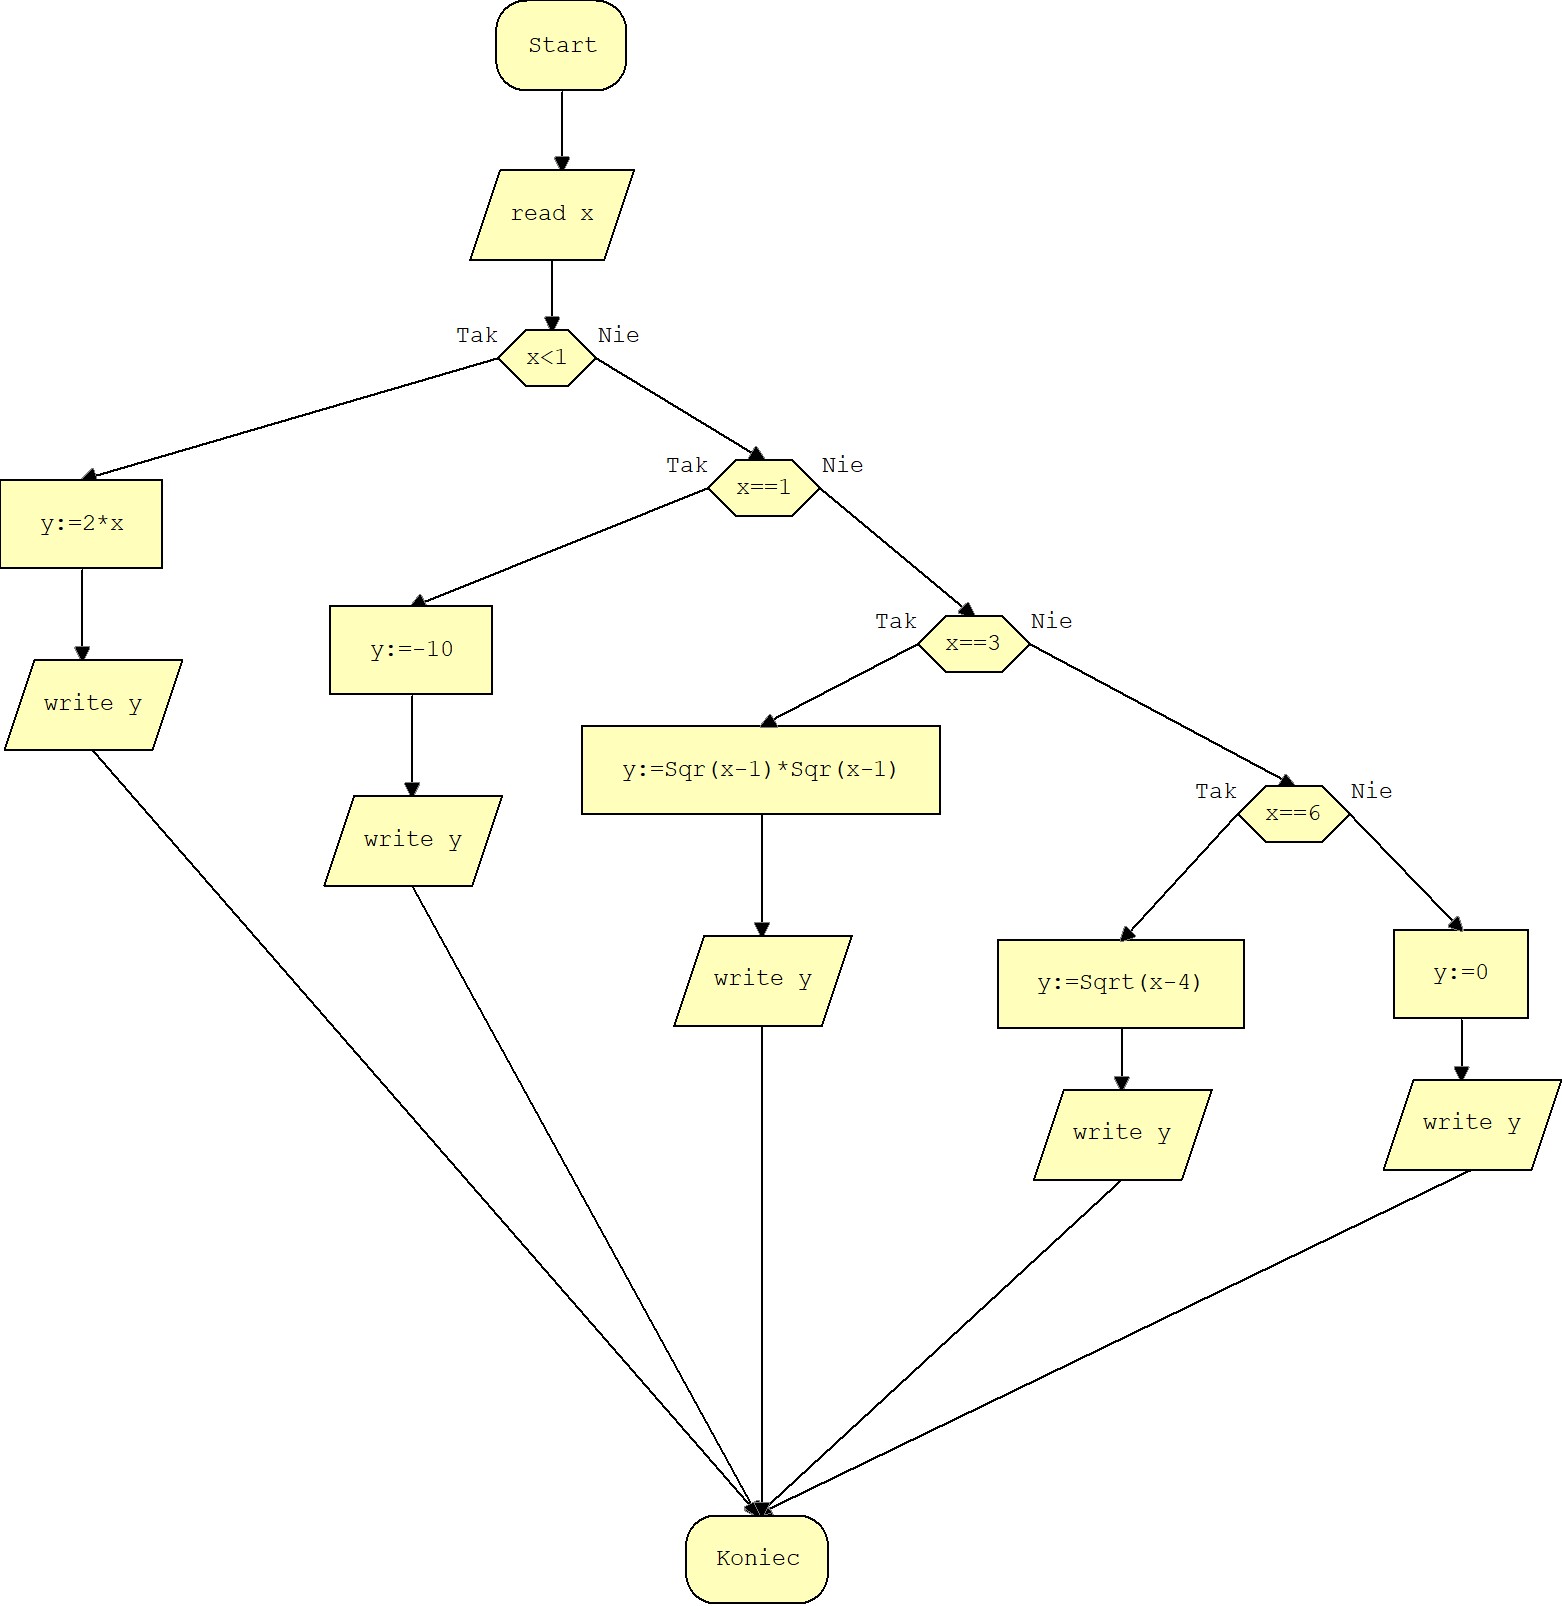 Start
read x
Tak
Nie
x<1
Tak
Nie
x==1
y:=2*x
Tak
Nie
x==3
y:=-10
write y
y:=Sqr(x-1)*Sqr(x-1)
Tak
Nie
x==6
write y
write y
y:=Sqrt(x-4)
y:=0
write y
write y
Koniec